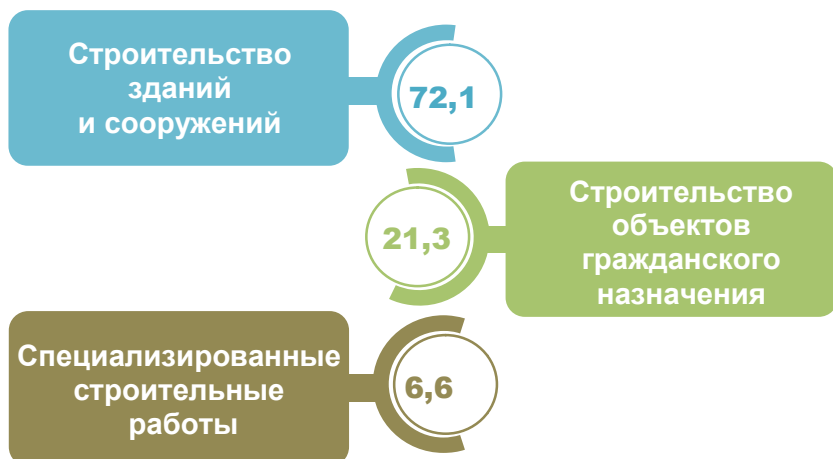 Строительство
зданий
и сооружений
72,1
21,3
Строительство
объектов
гражданского
назначения
Специализированные
строительные
работы
6,6